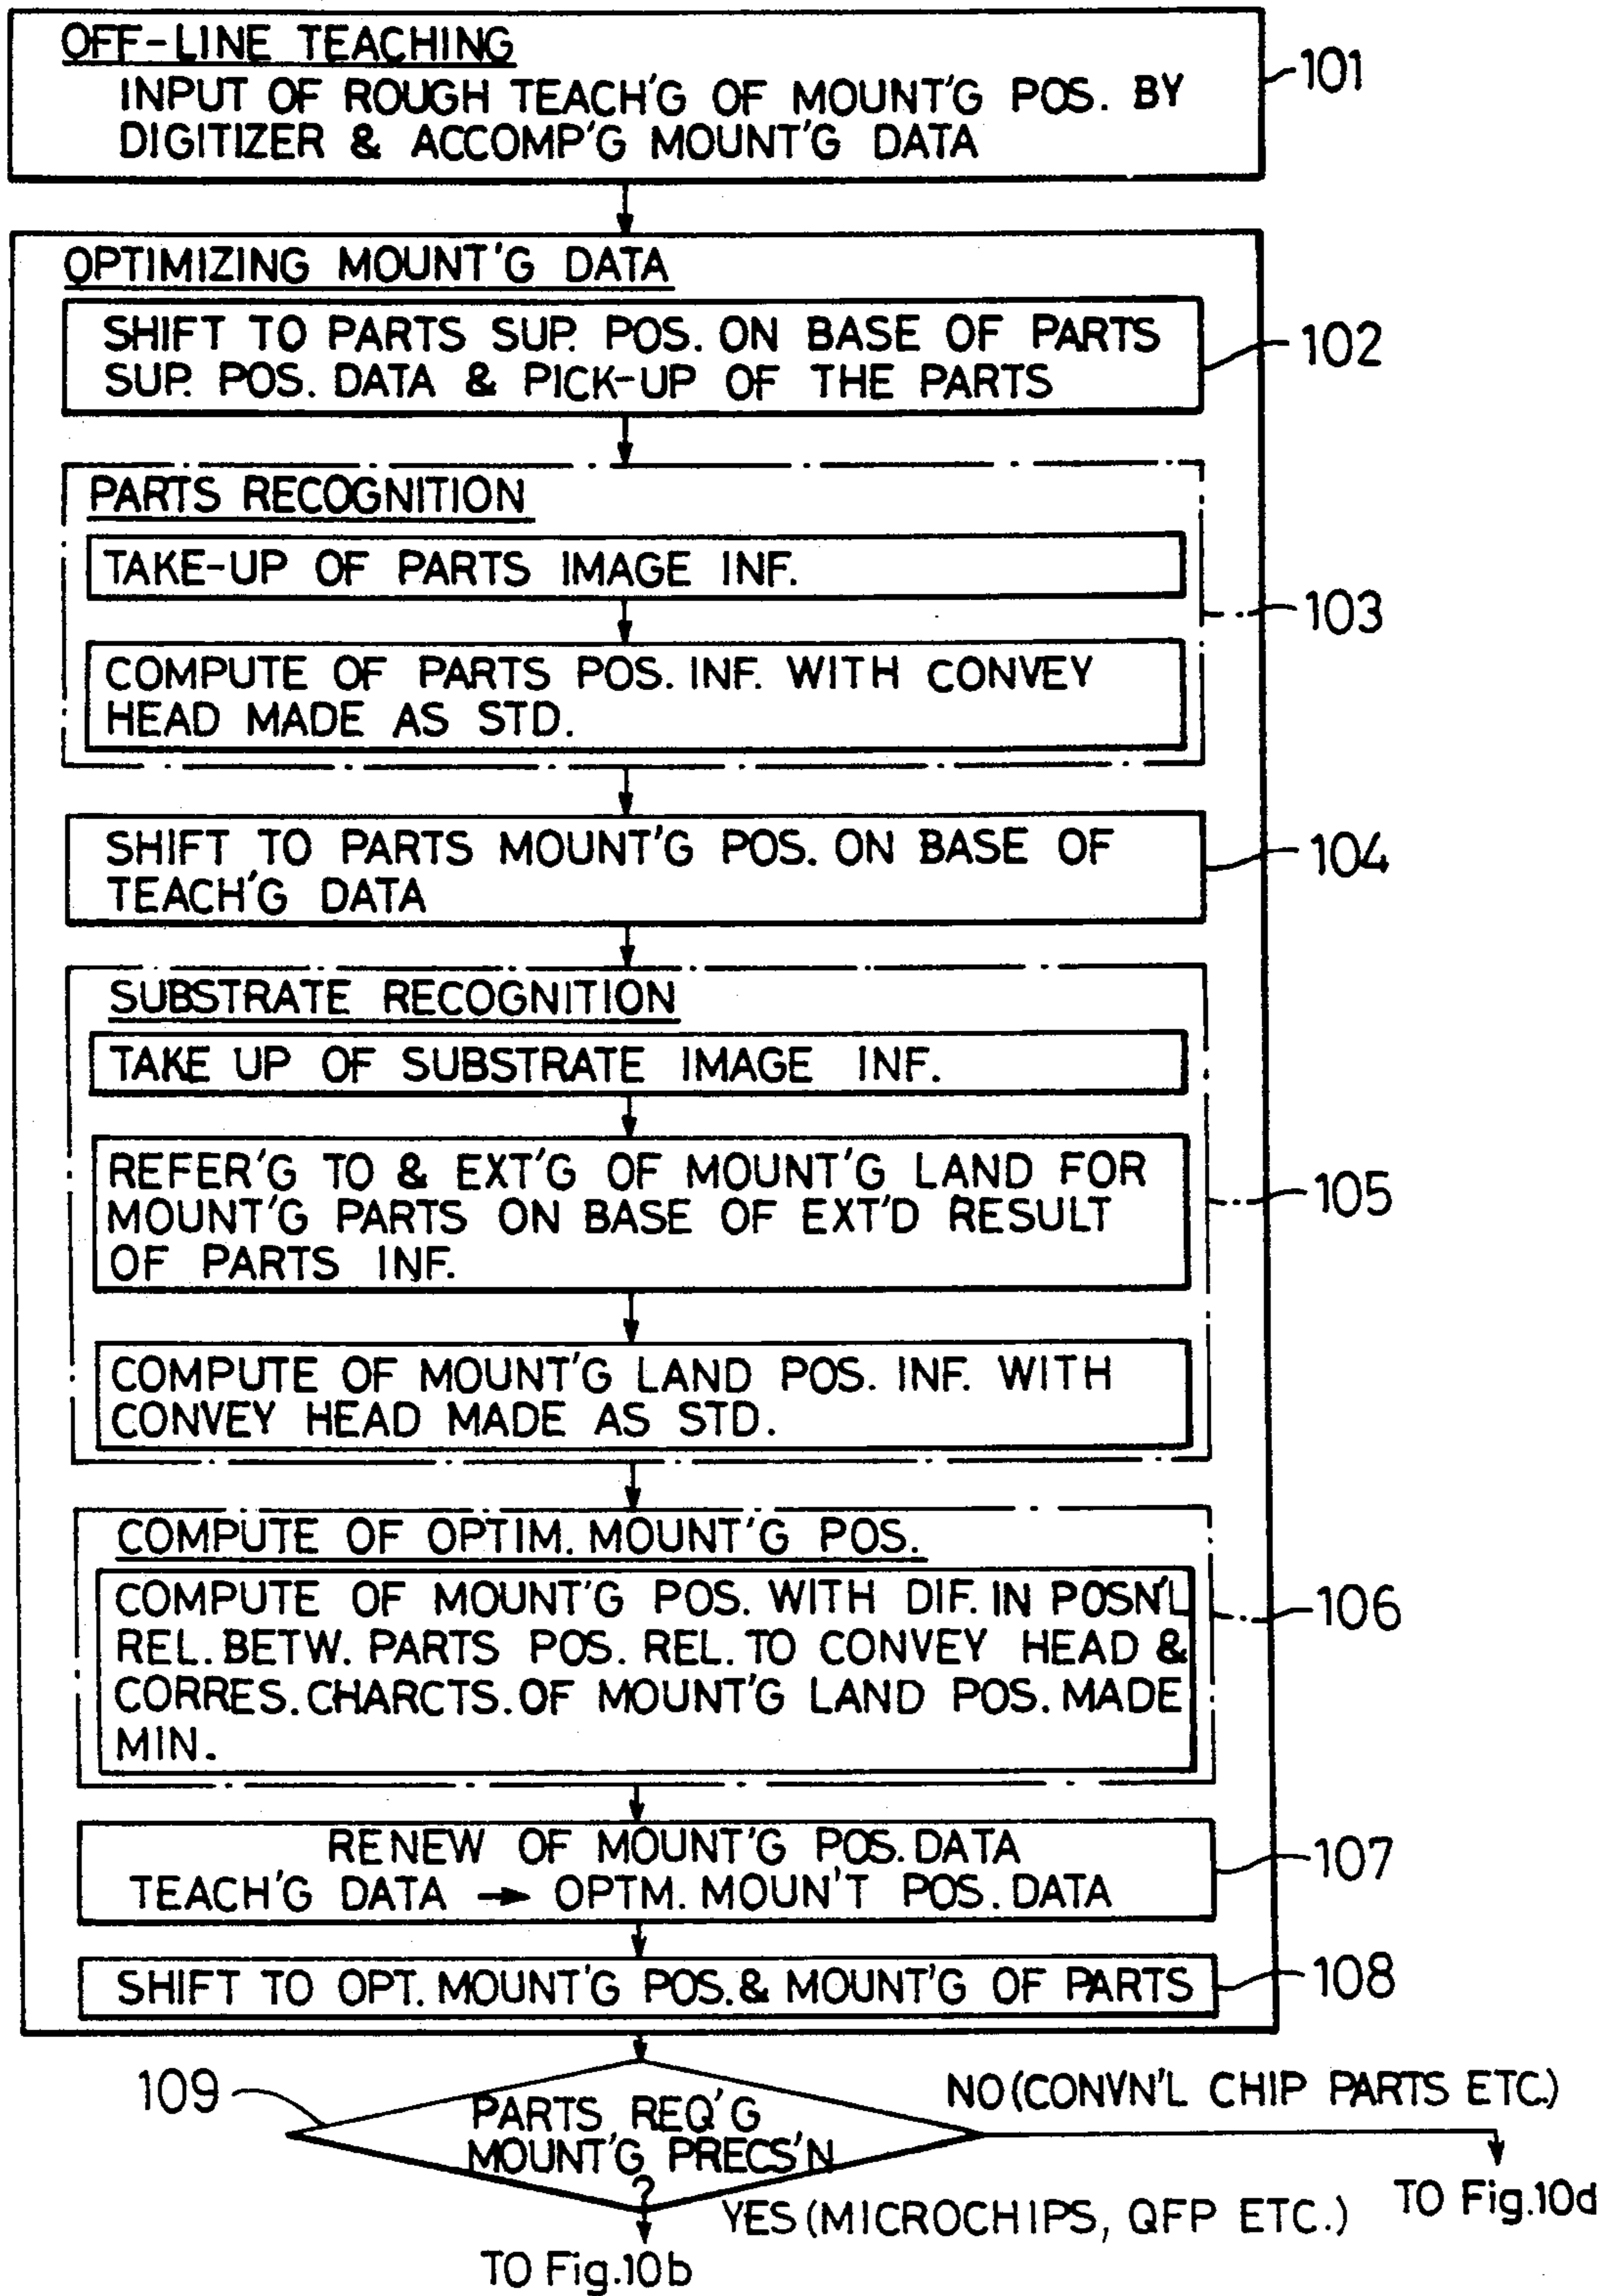 OFF-LINE TEACHING
101
INPUT OF ROUGH TEACH'G OF MOUNT'G POS. BY
DIGITIZER & ACCOMP'G MOUNT'G DATA
OPTIMIZING MOUNT'G DATA
SHIFT TO PARTS SUP. POS. ON BASE OF PARTS
102
SUP. POS. DATA & PICK-UP OF THE PARTS
PARTS RECOGNITION
TAKE-UP OF PARTS IMAGE INF.
103
COMPUTE OF PARTS POS. INF. WITH CONVEY
HEAD MADE AS STD.
SHIFT TO PARTS MOUNT'G POS. ON BASE OF
104
TEACH'G DATA
SUBSTRATE RECOGNITION
TAKE UP OF SUBSTRATE IMAGE INF.
REFER'G TO & EXT'G OF MOUNT'G LAND FOR
105
MOUNT'G PARTS ON BASE OF EXT'D RESULT
OF PARTS INF.
COMPUTE OF MOUNT'G LAND POS. INF. WITH
CONVEY HEAD MADE AS STD.
COMPUTE OF OPTIM. MOUNT'G POS.
COMPUTE OF MOUNT'G POS. WITH DIF. IN POSN'L
106
REL. BETW. PARTS POS. REL. TO CONVEY HEAD &
CORRES. CHARCTS. OF MOUNT'G LAND POS. MADE
MIN.
RENEW OF MOUNT'G POS. DATA
107
TEACH'G DATA → OPTM. MOUN'T POS. DATA
SHIFT TO OPT. MOUNT'G POS. & MOUNT'G OF PARTS
108
109
NO (CONVN'L CHIP PARTS ETC.)
PARTS REQ'G
MOUNT'G PRECS'N
?
YES (MICROCHIPS, QFP ETC.)
TO Fig.10d
TO Fig.10b